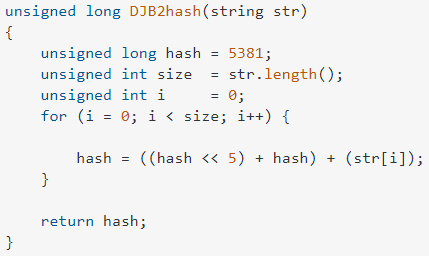 unsigned long DJB2hash(string str)
{
    unsigned long hash = 5381;
    unsigned int size  = str.length();
    unsigned int i     = 0;
    for (i = 0; i < size; i++) {
        hash = ((hash << 5) + hash) + (str[i]);
    }
    return hash;
}